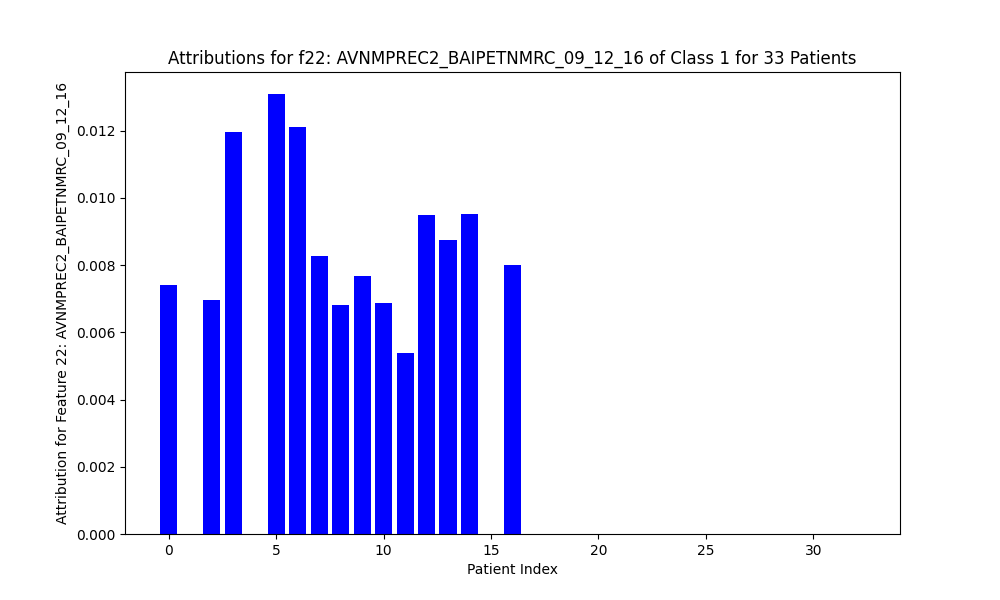 Attributions for f22: AVNMPREC2_BAIPETNMRC_09_12_16 of Class 1 for 33 Patients
Attribution for Feature 22: AVNMPREC2_BAIPETNMRC_09_12_16
0.012
0.010
0.008
0.006
0.004
0.002
0.000
0 5 10 15 20 25 30
Patient Index